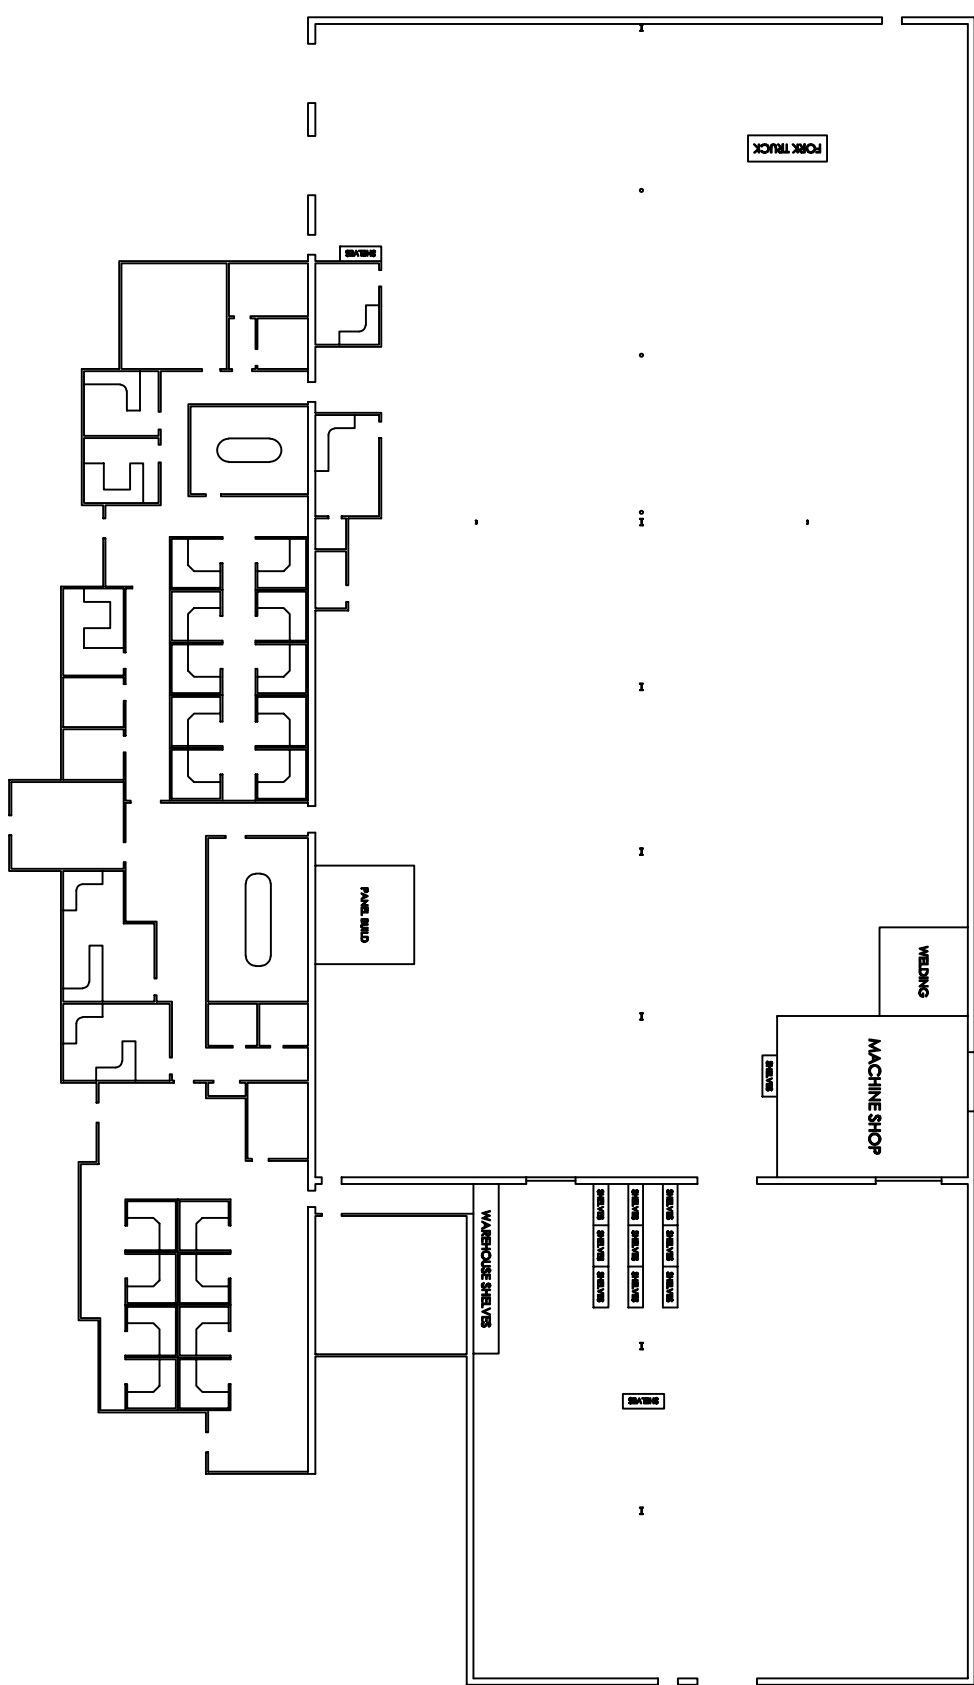 FORK TRUCK
SHELVES
PANEL BUILD
WELDING
MACHINE SHOP
SHELVES
WAREHOUSE SHELVES
SHELVES
SHELVES
SHELVES
SHELVES
SHELVES
SHELVES
SHELVES
SHELVES
SHELVES
SHELVES